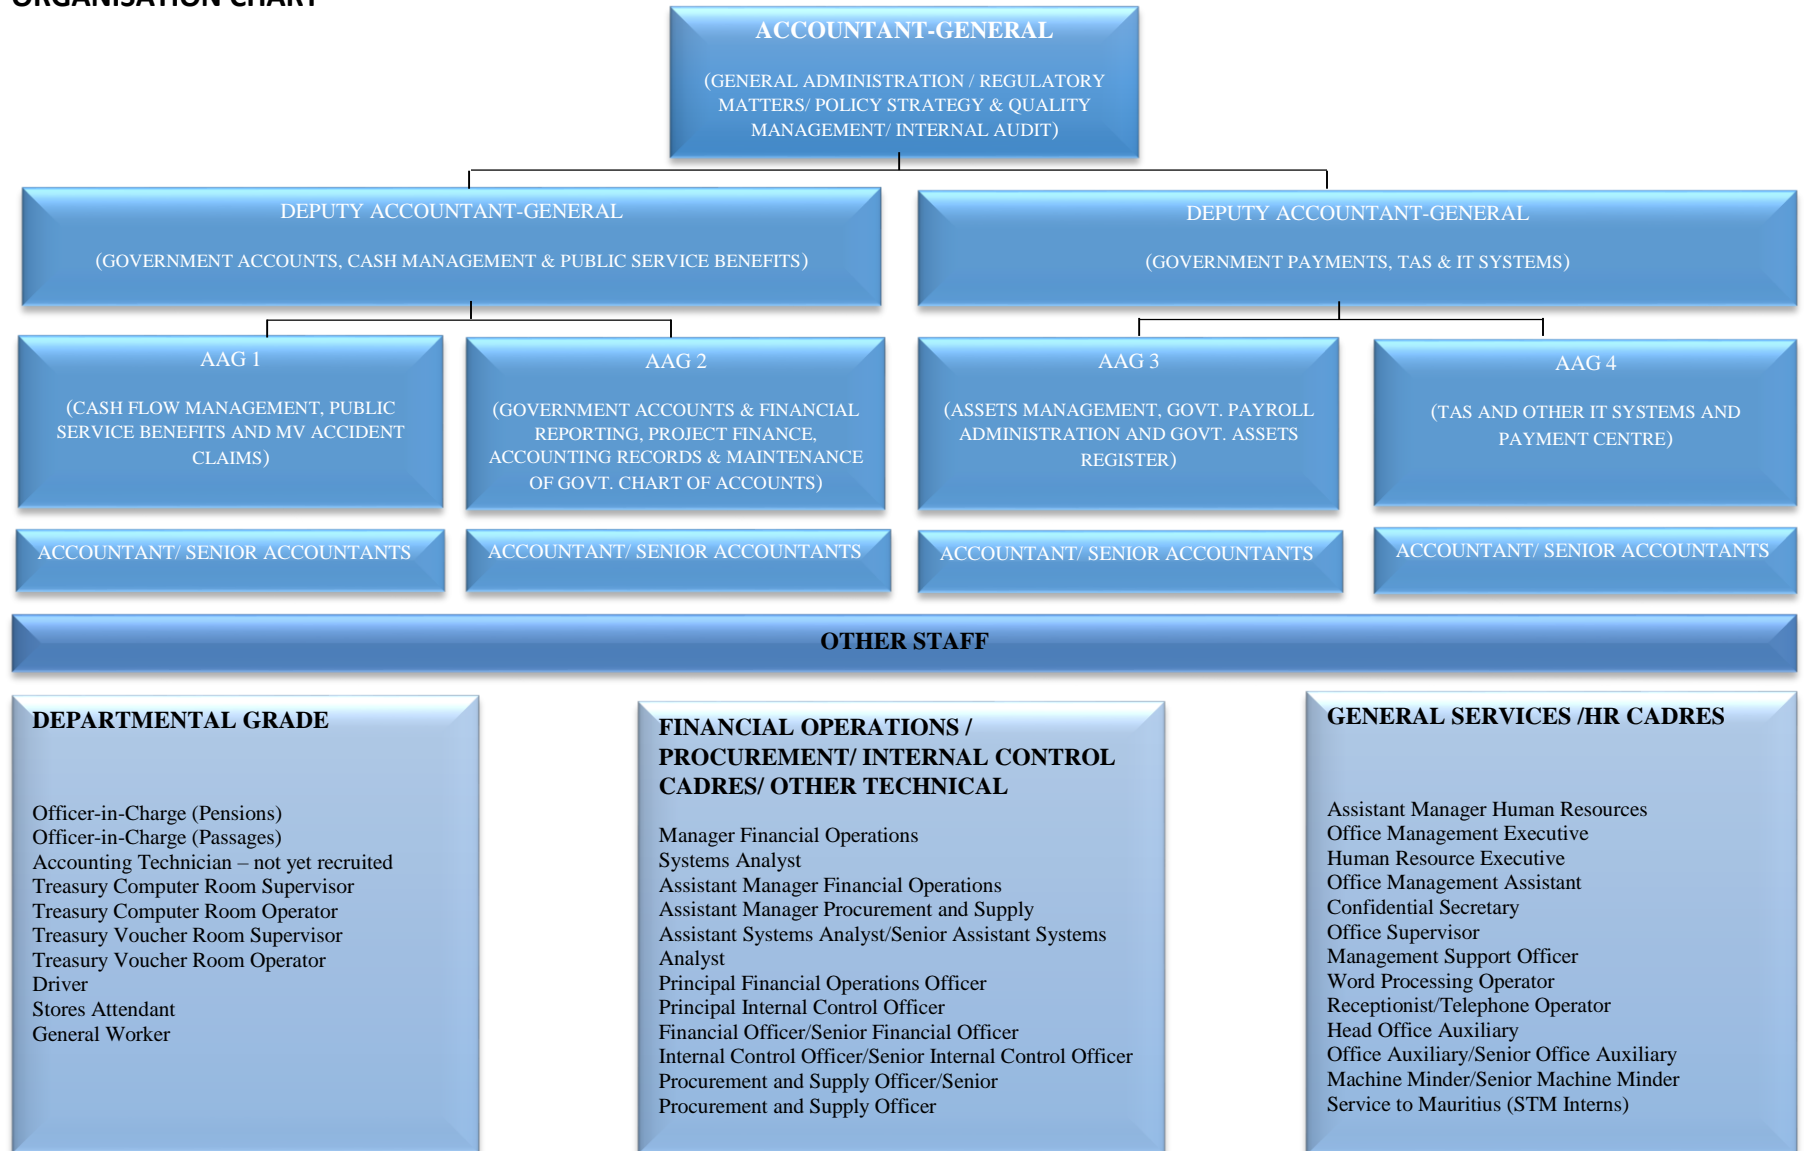 ORGANISATION CHART
ACCOUNTANT-GENERAL
(GENERAL ADMINISTRATION / REGULATORY
MATTERS/ POLICY STRATEGY & QUALITY
MANAGEMENT/ INTERNAL AUDIT)
DEPUTY ACCOUNTANT-GENERAL
(GOVERNMENT ACCOUNTS, CASH MANAGEMENT & PUBLIC SERVICE BENEFITS)
DEPUTY ACCOUNTANT-GENERAL
(GOVERNMENT PAYMENTS, TAS & IT SYSTEMS)
AAG 1
(CASH FLOW MANAGEMENT, PUBLIC
SERVICE BENEFITS AND MV ACCIDENT
CLAIMS)
AAG 2
(GOVERNMENT ACCOUNTS & FINANCIAL
REPORTING, PROJECT FINANCE,
ACCOUNTING RECORDS & MAINTENANCE
OF GOVT. CHART OF ACCOUNTS)
AAG 3
(ASSETS MANAGEMENT, GOVT. PAYROLL
ADMINISTRATION AND GOVT. ASSETS
REGISTER)
AAG 4
(TAS AND OTHER IT SYSTEMS AND
PAYMENT CENTRE)
ACCOUNTANT/ SENIOR ACCOUNTANTS
ACCOUNTANT/ SENIOR ACCOUNTANTS
ACCOUNTANT/ SENIOR ACCOUNTANTS
ACCOUNTANT/ SENIOR ACCOUNTANTS
OTHER STAFF
DEPARTMENTAL GRADE
Officer-in-Charge (Pensions)
Officer-in-Charge (Passages)
Accounting Technician – not yet recruited
Treasury Computer Room Supervisor
Treasury Computer Room Operator
Treasury Voucher Room Supervisor
Treasury Voucher Room Operator
Driver
Stores Attendant
General Worker
FINANCIAL OPERATIONS /
PROCUREMENT/ INTERNAL CONTROL
CADRES/ OTHER TECHNICAL
Manager Financial Operations
Systems Analyst
Assistant Manager Financial Operations
Assistant Manager Procurement and Supply
Assistant Systems Analyst/Senior Assistant Systems
Analyst
Principal Financial Operations Officer
Principal Internal Control Officer
Financial Officer/Senior Financial Officer
Internal Control Officer/Senior Internal Control Officer
Procurement and Supply Officer/Senior
Procurement and Supply Officer
GENERAL SERVICES /HR CADRES
Assistant Manager Human Resources
Office Management Executive
Human Resource Executive
Office Management Assistant
Confidential Secretary
Office Supervisor
Management Support Officer
Word Processing Operator
Receptionist/Telephone Operator
Head Office Auxiliary
Office Auxiliary/Senior Office Auxiliary
Machine Minder/Senior Machine Minder
Service to Mauritius (STM Interns)